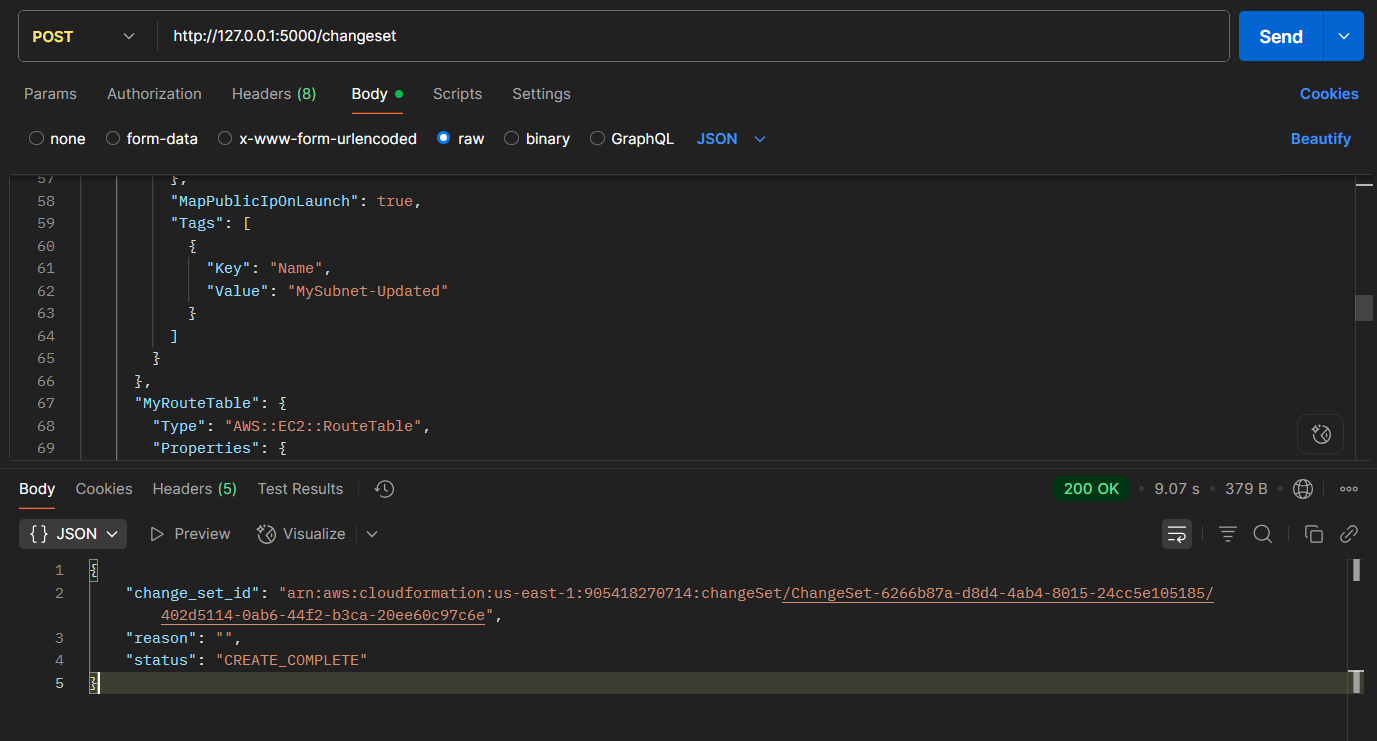 POST http://127.0.0.1:5000/changeset Send
Params Authorization Headers (8) Body Scripts Settings Cookies
none form-data x-www-form-urlencoded raw binary GraphQL JSON Beautify
57 },
58 "MapPublicIpOnLaunch": true,
59 "Tags": [
60 {
61 "Key": "Name",
62 "Value": "MySubnet-Updated"
63 }
64 ]
65 }
66 },
67 "MyRouteTable": {
68 "Type": "AWS::EC2::RouteTable",
69 "Properties": {
Body Cookies Headers (5) Test Results 200 OK • 9.07 s • 379 B •
{} JSON Preview Visualize
1 {
2 "change_set_id": "arn:aws:cloudformation:us-east-1:905418270714:changeSet/ChangeSet-6266b87a-d8d4-4ab4-8015-24cc5e105185/
402d5114-0ab6-44f2-b3ca-20ee60c97c6e",
3 "reason": "",
4 "status": "CREATE_COMPLETE"
5 }